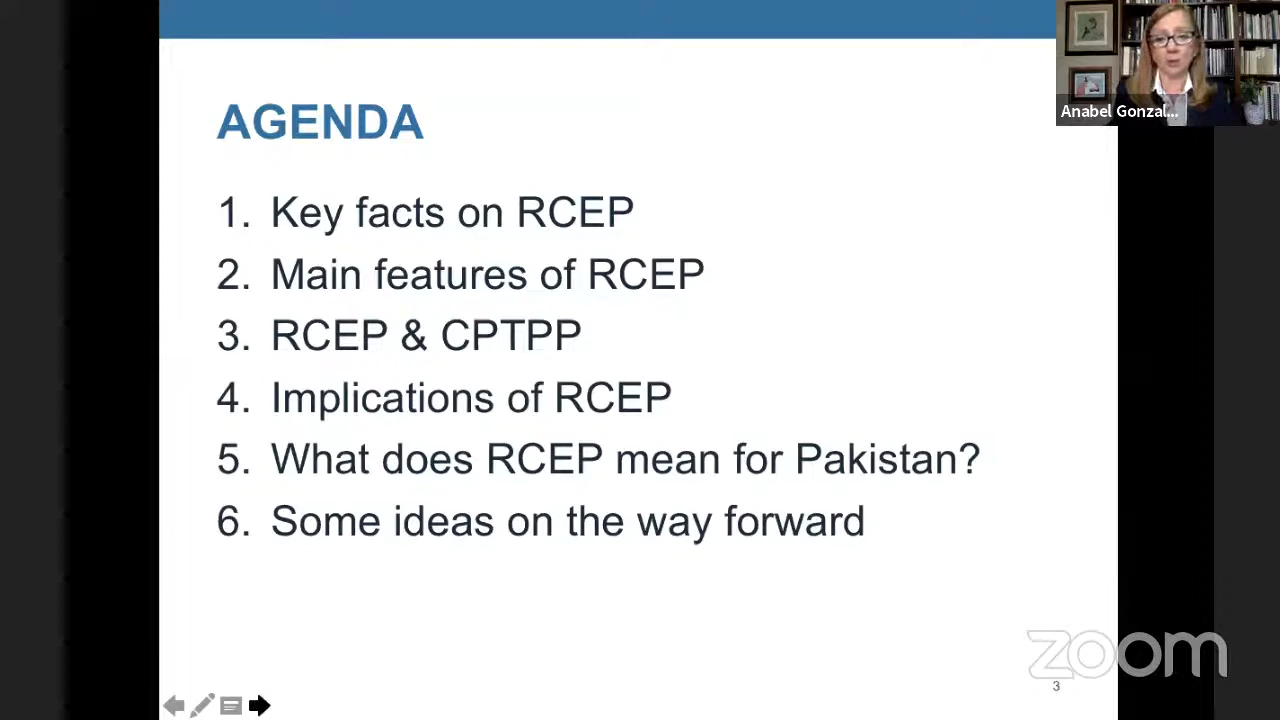 AGENDA
Anabel Gonzal...
1. Key facts on RCEP
2. Main features of RCEP
3. RCEP & CPTPP
4. Implications of RCEP
5. What does RCEP mean for Pakistan?
6. Some ideas on the way forward
zoom
3